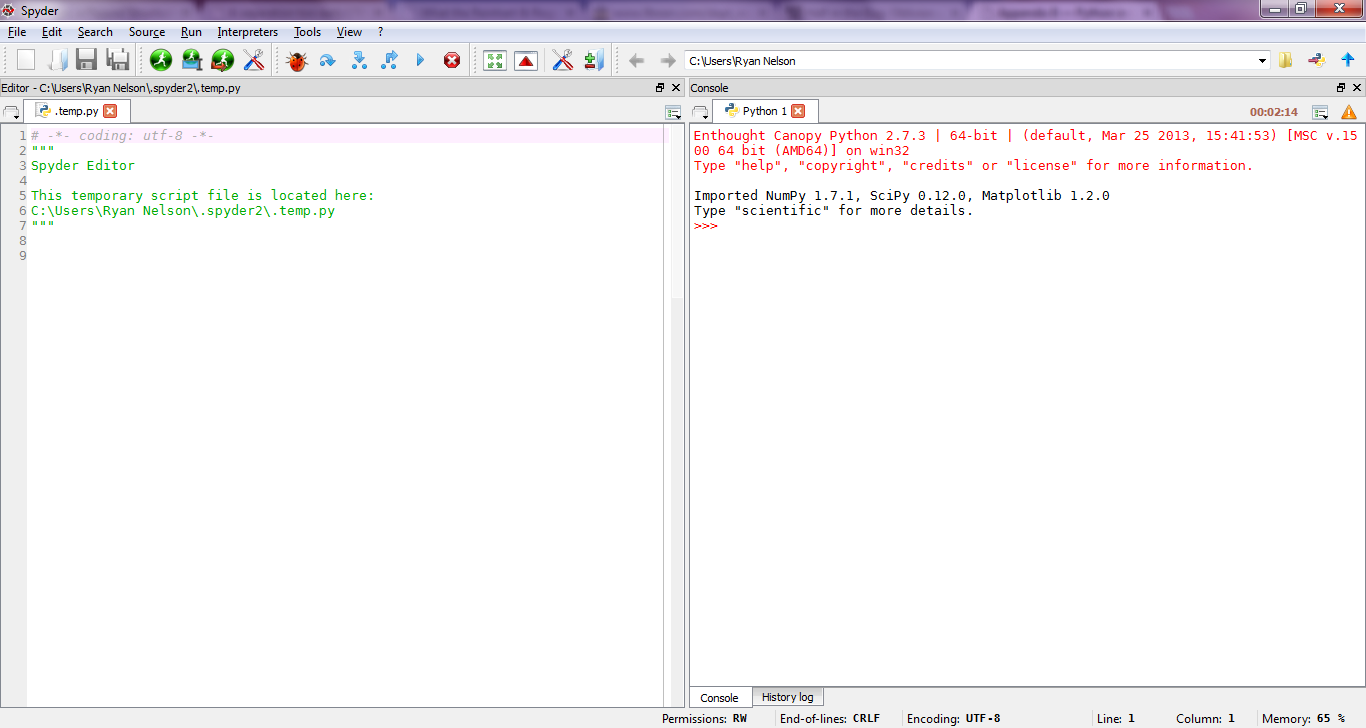 Spyder
File Edit Search Source Run Interpreters Tools View ?
C:\Users\Ryan Nelson
Editor - C:\Users\Ryan Nelson\.spyder2\.temp.py
.temp.py
1 # -*- coding: utf-8 -*-
2 """
3 Spyder Editor
4
5 This temporary script file is located here:
6 C:\Users\Ryan Nelson\.spyder2\.temp.py
7 """
8
9
Console
Python 1
00:02:14
Enthought Canopy Python 2.7.3 | 64-bit | (default, Mar 25 2013, 15:41:53) [MSC v.15
00 64 bit (AMD64)] on win32
Type "help", "copyright", "credits" or "license" for more information.
Imported NumPy 1.7.1, SciPy 0.12.0, Matplotlib 1.2.0
Type "scientific" for more details.
>>>
Console History log
Permissions: RW End-of-lines: CRLF Encoding: UTF-8 Line: 1 Column: 1 Memory: 65 %